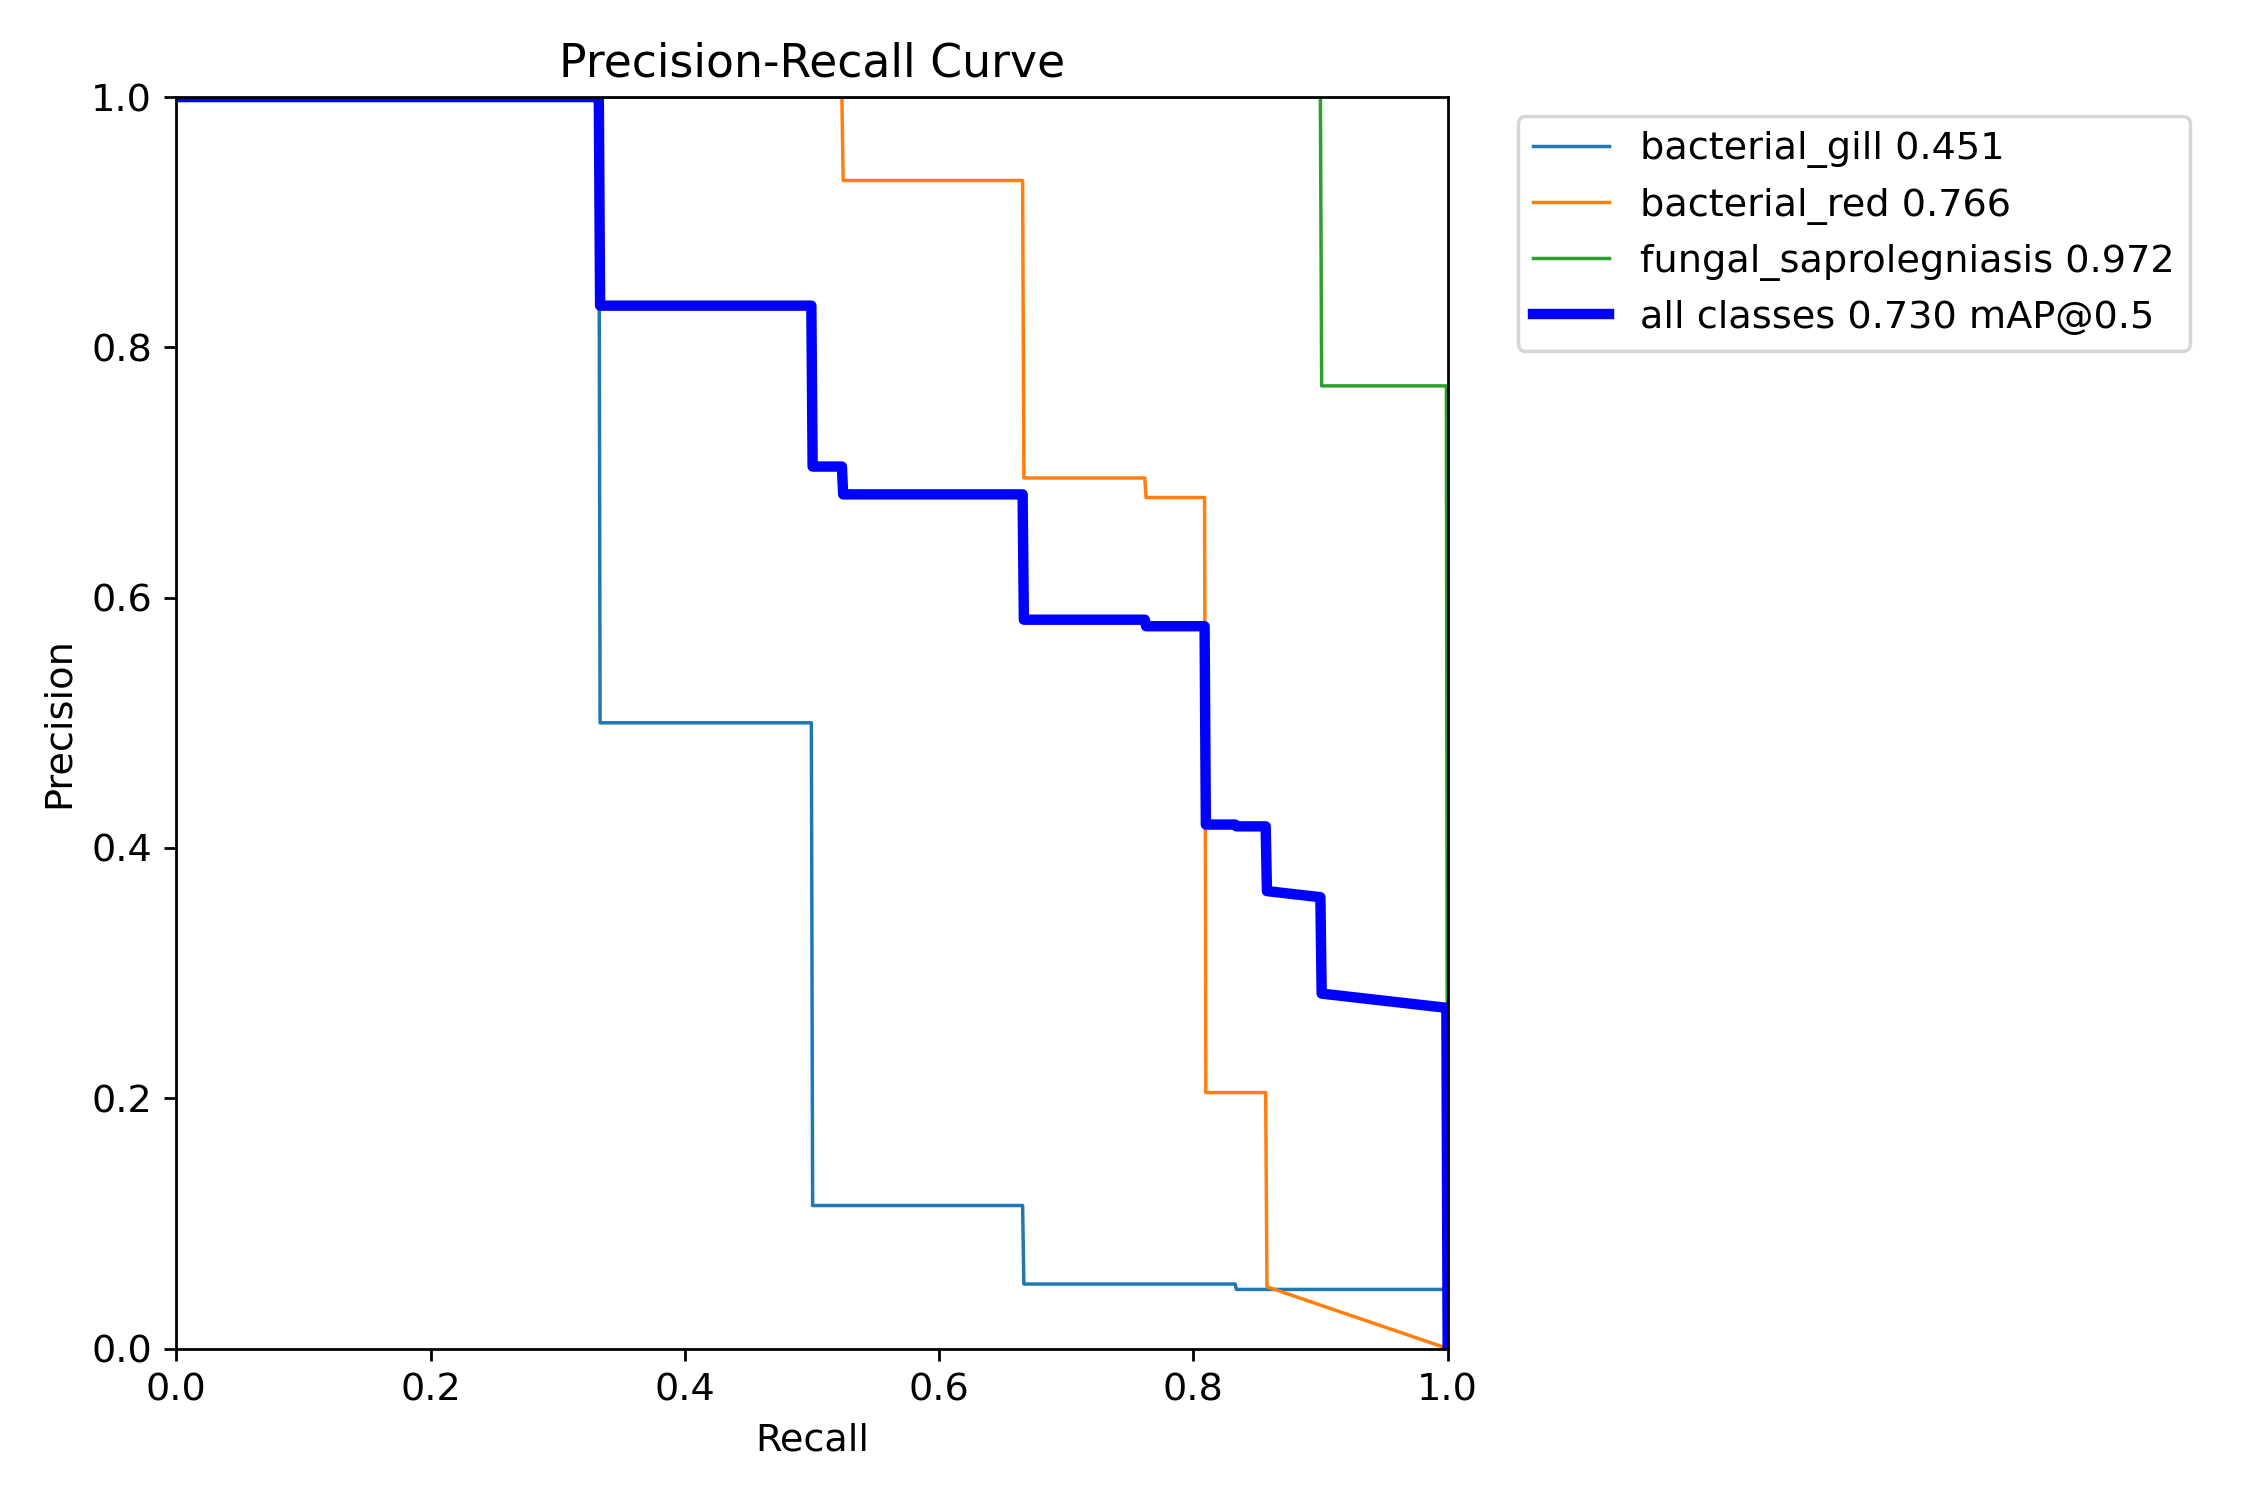 Precision-Recall Curve
1.0
0.8
0.6
0.4
0.2
0.0
Precision
0.0 0.2 0.4 0.6 0.8 1.0
Recall
bacterial_gill 0.451
bacterial_red 0.766
fungal_saprolegniasis 0.972
all classes 0.730 mAP@0.5